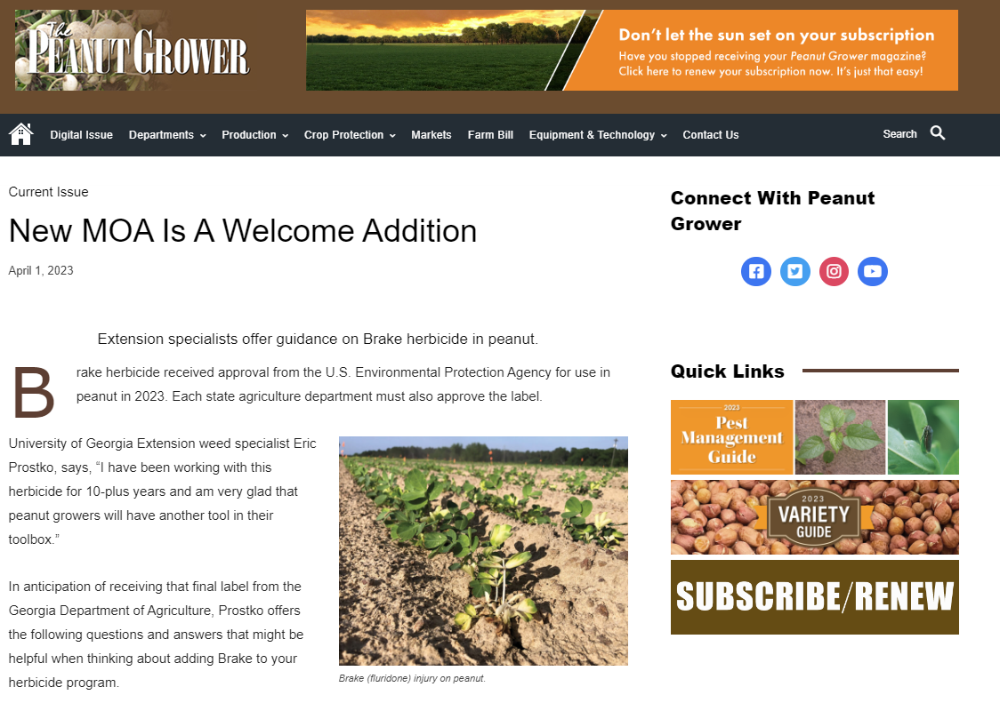 The
PEANUT GROWER
Don't let the sun set on your subscription
Have you stopped receiving your Peanut Grower magazine?
Click here to renew your subscription now. It's just that easy!
Digital Issue Departments Production Crop Protection Markets Farm Bill Equipment & Technology Contact Us Search
Current Issue
New MOA Is A Welcome Addition
April 1, 2023
Extension specialists offer guidance on Brake herbicide in peanut.
Brake herbicide received approval from the U.S. Environmental Protection Agency for use in
peanut in 2023. Each state agriculture department must also approve the label.
University of Georgia Extension weed specialist Eric
Prostko, says, “I have been working with this
herbicide for 10-plus years and am very glad that
peanut growers will have another tool in their
toolbox.”
In anticipation of receiving that final label from the
Georgia Department of Agriculture, Prostko offers
the following questions and answers that might be
helpful when thinking about adding Brake to your
herbicide program.
Brake (fluridone) injury on peanut.
Connect With Peanut
Grower
Quick Links
2023
Pest
Management
Guide
2023
VARIETY
GUIDE
SUBSCRIBE/RENEW